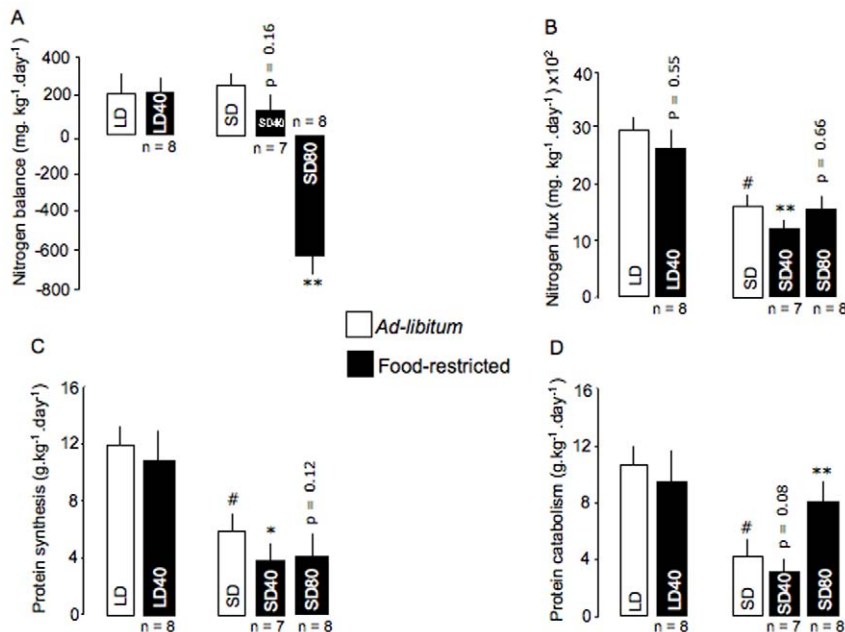 A
Nitrogen balance (mg. kg⁻¹.day⁻¹)
400
200
0
-200
-400
-600
-800
LD
LD40
n = 8
SD
SD40
n = 7
p = 0.16
n = 8
SD80
**
B
Nitrogen flux (mg. kg⁻¹.day⁻¹) x10²
40
30
20
10
0
LD
LD40
p = 0.55
n = 8
#
SD
**
SD40
n = 7
p = 0.66
SD80
n = 8
Ad-libitum
Food-restricted
C
Protein synthesis (g.kg⁻¹.day⁻¹)
16
12
8
4
0
LD
LD40
n = 8
#
SD
*
SD40
n = 7
p = 0.12
SD80
n = 8
D
Protein catabolism (g.kg⁻¹.day⁻¹)
16
12
8
4
0
LD
LD40
n = 8
#
SD
p = 0.08
SD40
n = 7
**
SD80
n = 8